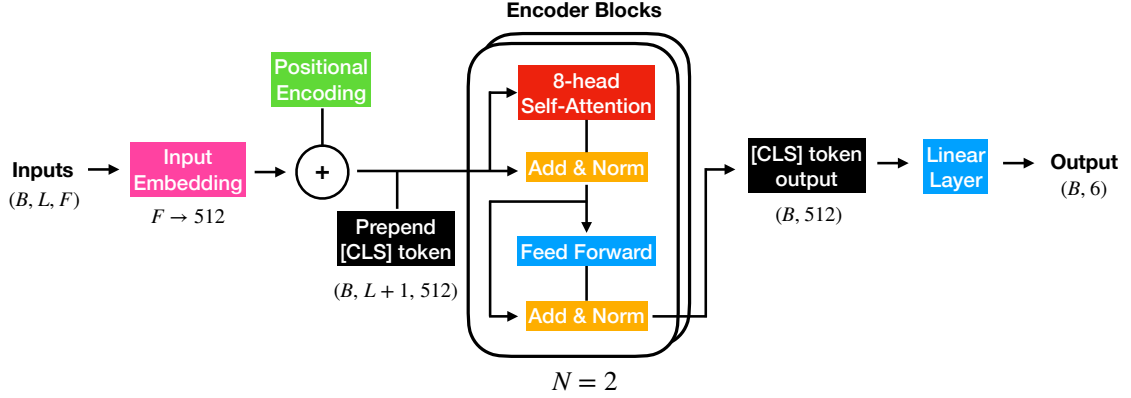 Encoder Blocks
Positional
Encoding
8-head
Self-Attention
Inputs
(B, L, F)
Input
Embedding
F → 512
+
Add & Norm
Prepend
[CLS] token
(B, L + 1, 512)
Feed Forward
Add & Norm
N = 2
[CLS] token
output
(B, 512)
Linear
Layer
Output
(B, 6)